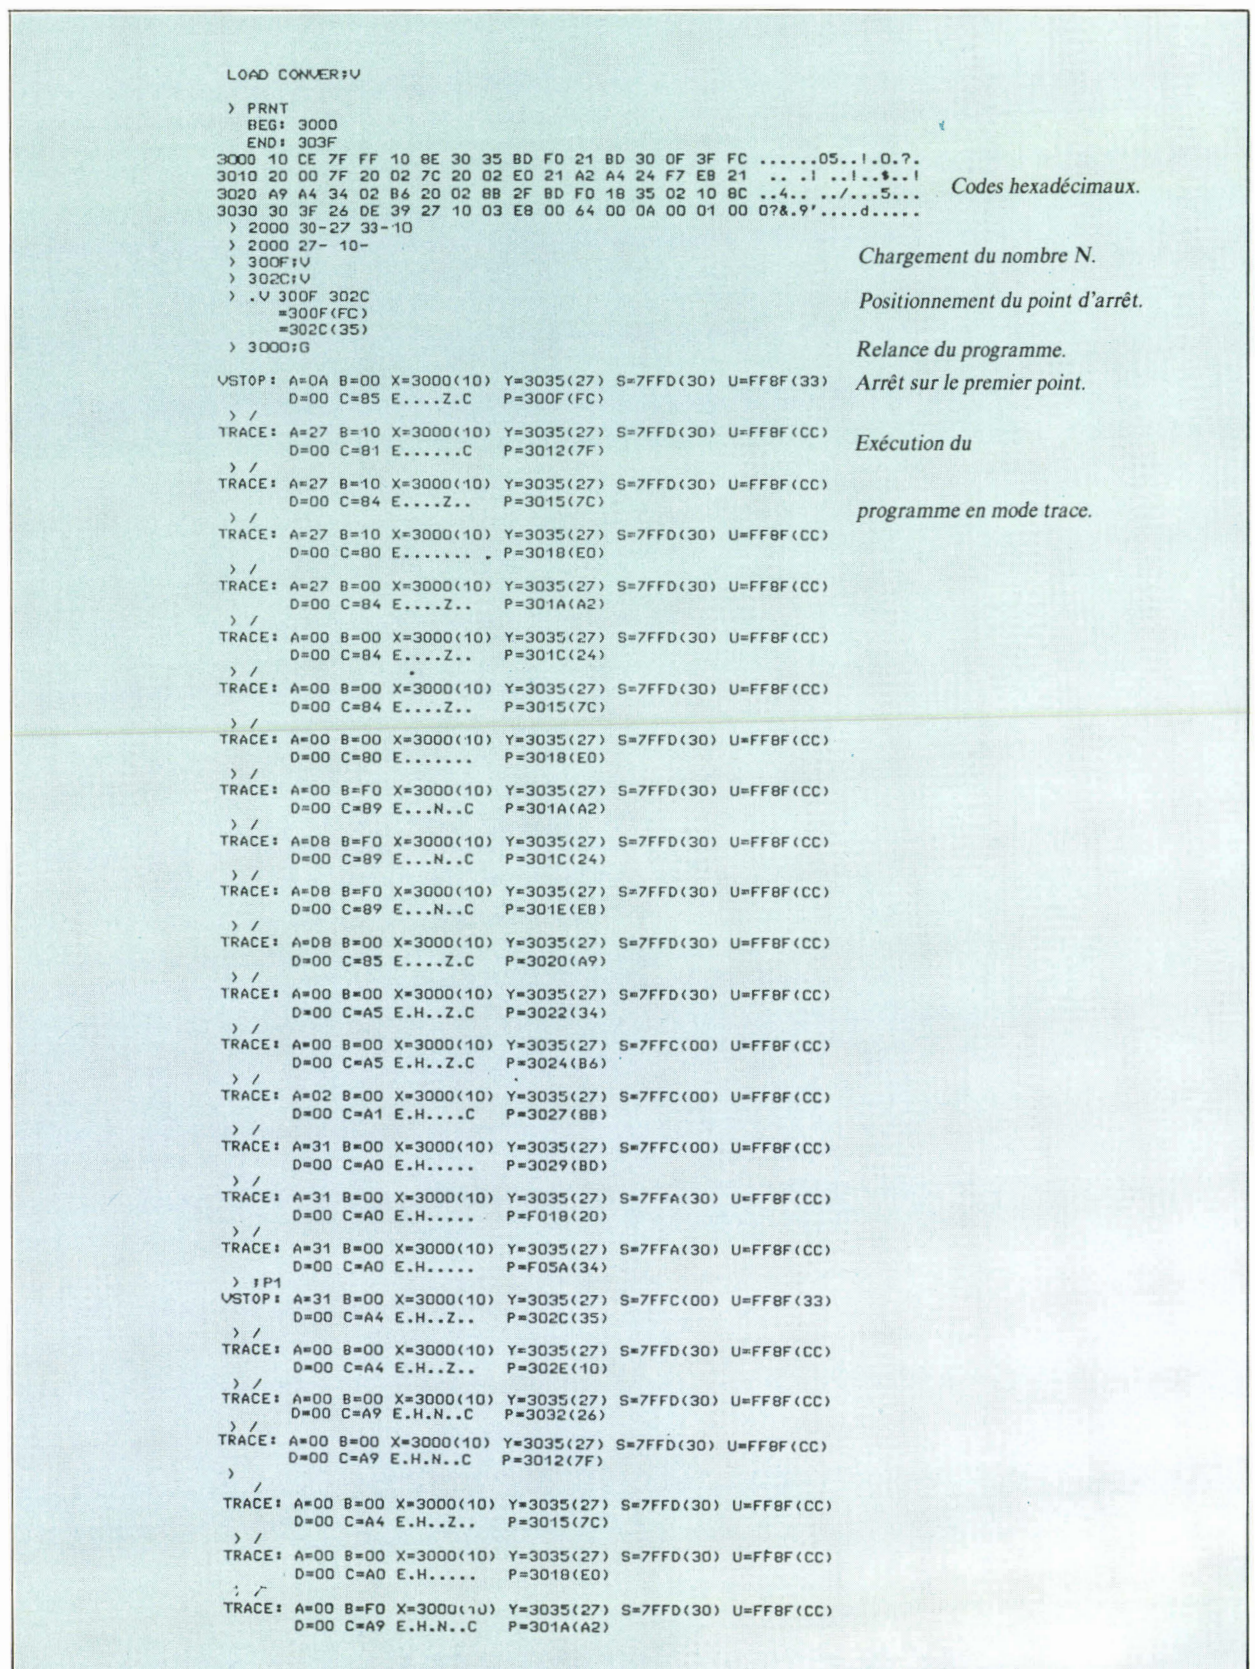 LOAD CONVER;V
> PRNT
BEG: 3000
END: 303F
3000 10 CE 7F FF 10 8E 30 35 BD F0 21 BD 30 0F 3F FC ......05..!.0.?.
3010 20 00 7F 20 02 7C 20 02 E0 21 A2 A4 24 F7 EB 21 .. .! ..!..$..!
3020 A9 A4 34 02 B6 20 02 8B 2F BD F0 18 35 02 10 8C ..4.. ../...5...
Codes hexadécimaux.
3030 30 3F 26 DE 39 27 10 03 E8 00 64 00 0A 00 01 00 0?&.9'....d.....
> 2000 30-27 33-10
> 2000 27- 10-
> 300F;V Chargement du nombre N.
> 302C;V
> .V 300F 302C Positionnement du point d'arrêt.
=300F(FC)
=302C(35)
> 3000;G Relance du programme.
VSTOP: A=0A B=00 X=3000(10) Y=3035(27) S=7FFD(30) U=FF8F(33) Arrêt sur le premier point.
D=00 C=85 E....Z.C P=300F(FC)
> /
TRACE: A=27 B=10 X=3000(10) Y=3035(27) S=7FFD(30) U=FF8F(CC) Exécution du
D=00 C=81 E......C P=3012(7F)
> /
TRACE: A=27 B=10 X=3000(10) Y=3035(27) S=7FFD(30) U=FF8F(CC)
D=00 C=84 E....Z.. P=3015(7C) programme en mode trace.
> /
TRACE: A=27 B=10 X=3000(10) Y=3035(27) S=7FFD(30) U=FF8F(CC)
D=00 C=80 E....... P=3018(E0)
> /
TRACE: A=27 B=00 X=3000(10) Y=3035(27) S=7FFD(30) U=FF8F(CC)
D=00 C=84 E....Z.. P=301A(A2)
> /
TRACE: A=00 B=00 X=3000(10) Y=3035(27) S=7FFD(30) U=FF8F(CC)
D=00 C=84 E....Z.. P=301C(24)
> /
TRACE: A=00 B=00 X=3000(10) Y=3035(27) S=7FFD(30) U=FF8F(CC)
D=00 C=84 E....Z.. P=3015(7C)
> /
TRACE: A=00 B=00 X=3000(10) Y=3035(27) S=7FFD(30) U=FF8F(CC)
D=00 C=80 E....... P=3018(E0)
> /
TRACE: A=00 B=F0 X=3000(10) Y=3035(27) S=7FFD(30) U=FF8F(CC)
D=00 C=89 E...N..C P=301A(A2)
> /
TRACE: A=D8 B=F0 X=3000(10) Y=3035(27) S=7FFD(30) U=FF8F(CC)
D=00 C=89 E...N..C P=301C(24)
> /
TRACE: A=D8 B=F0 X=3000(10) Y=3035(27) S=7FFD(30) U=FF8F(CC)
D=00 C=89 E...N..C P=301E(EB)
> /
TRACE: A=D8 B=00 X=3000(10) Y=3035(27) S=7FFD(30) U=FF8F(CC)
D=00 C=85 E....Z.C P=3020(A9)
> /
TRACE: A=00 B=00 X=3000(10) Y=3035(27) S=7FFD(30) U=FF8F(CC)
D=00 C=A5 E.H..Z.C P=3022(34)
> /
TRACE: A=00 B=00 X=3000(10) Y=3035(27) S=7FFC(00) U=FF8F(CC)
D=00 C=A5 E.H..Z.C P=3024(B6)
> /
TRACE: A=02 B=00 X=3000(10) Y=3035(27) S=7FFC(00) U=FF8F(CC)
D=00 C=A1 E.H....C P=3027(8B)
> /
TRACE: A=31 B=00 X=3000(10) Y=3035(27) S=7FFC(00) U=FF8F(CC)
D=00 C=A0 E.H..... P=3029(BD)
> /
TRACE: A=31 B=00 X=3000(10) Y=3035(27) S=7FFA(30) U=FF8F(CC)
D=00 C=A0 E.H..... P=F018(20)
> /
TRACE: A=31 B=00 X=3000(10) Y=3035(27) S=7FFA(30) U=FF8F(CC)
D=00 C=A0 E.H..... P=F05A(34)
> ;P1
VSTOP: A=31 B=00 X=3000(10) Y=3035(27) S=7FFC(00) U=FF8F(33)
D=00 C=A4 E.H..Z.. P=302C(35)
> /
TRACE: A=00 B=00 X=3000(10) Y=3035(27) S=7FFD(30) U=FF8F(CC)
D=00 C=A4 E.H..Z.. P=302E(10)
> /
TRACE: A=00 B=00 X=3000(10) Y=3035(27) S=7FFD(30) U=FF8F(CC)
D=00 C=A9 E.H.N..C P=3032(26)
> /
TRACE: A=00 B=00 X=3000(10) Y=3035(27) S=7FFD(30) U=FF8F(CC)
D=00 C=A9 E.H.N..C P=3012(7F)
>
/
TRACE: A=00 B=00 X=3000(10) Y=3035(27) S=7FFD(30) U=FF8F(CC)
D=00 C=A4 E.H..Z.. P=3015(7C)
> /
TRACE: A=00 B=00 X=3000(10) Y=3035(27) S=7FFD(30) U=FF8F(CC)
D=00 C=A0 E.H..... P=3018(E0)
TRACE: A=00 B=F0 X=3000(10) Y=3035(27) S=7FFD(30) U=FF8F(CC)
D=00 C=A9 E.H.N..C P=301A(A2)